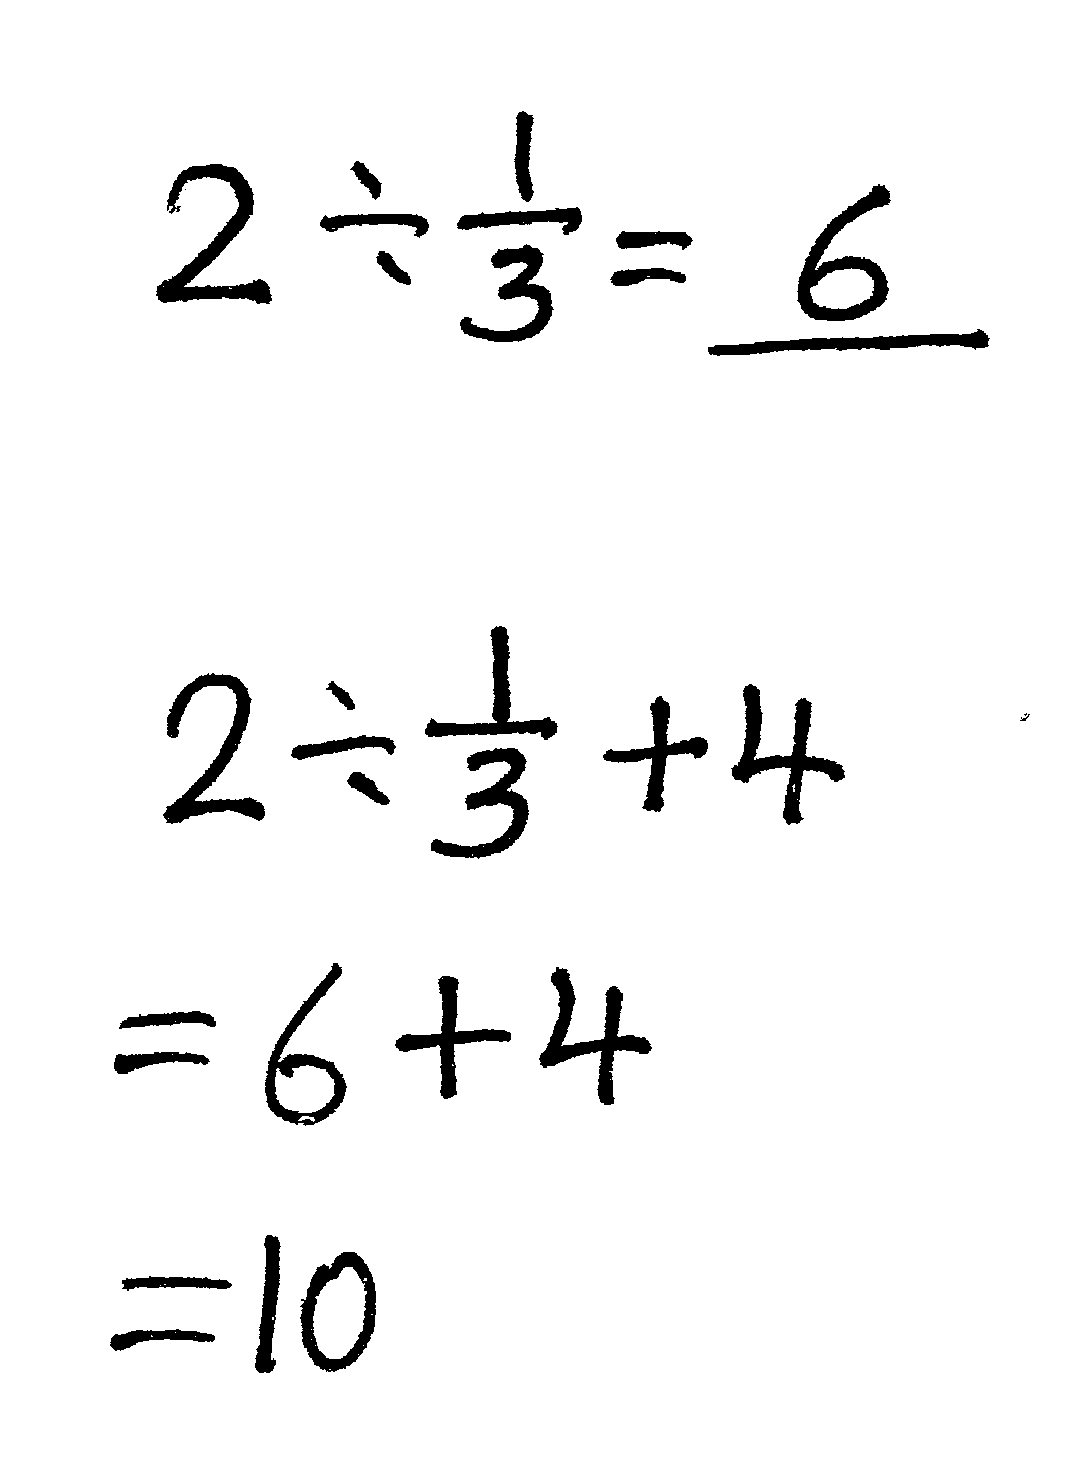 2 ÷ 1/3 = 6
2 ÷ 1/3 + 4
= 6 + 4
= 10